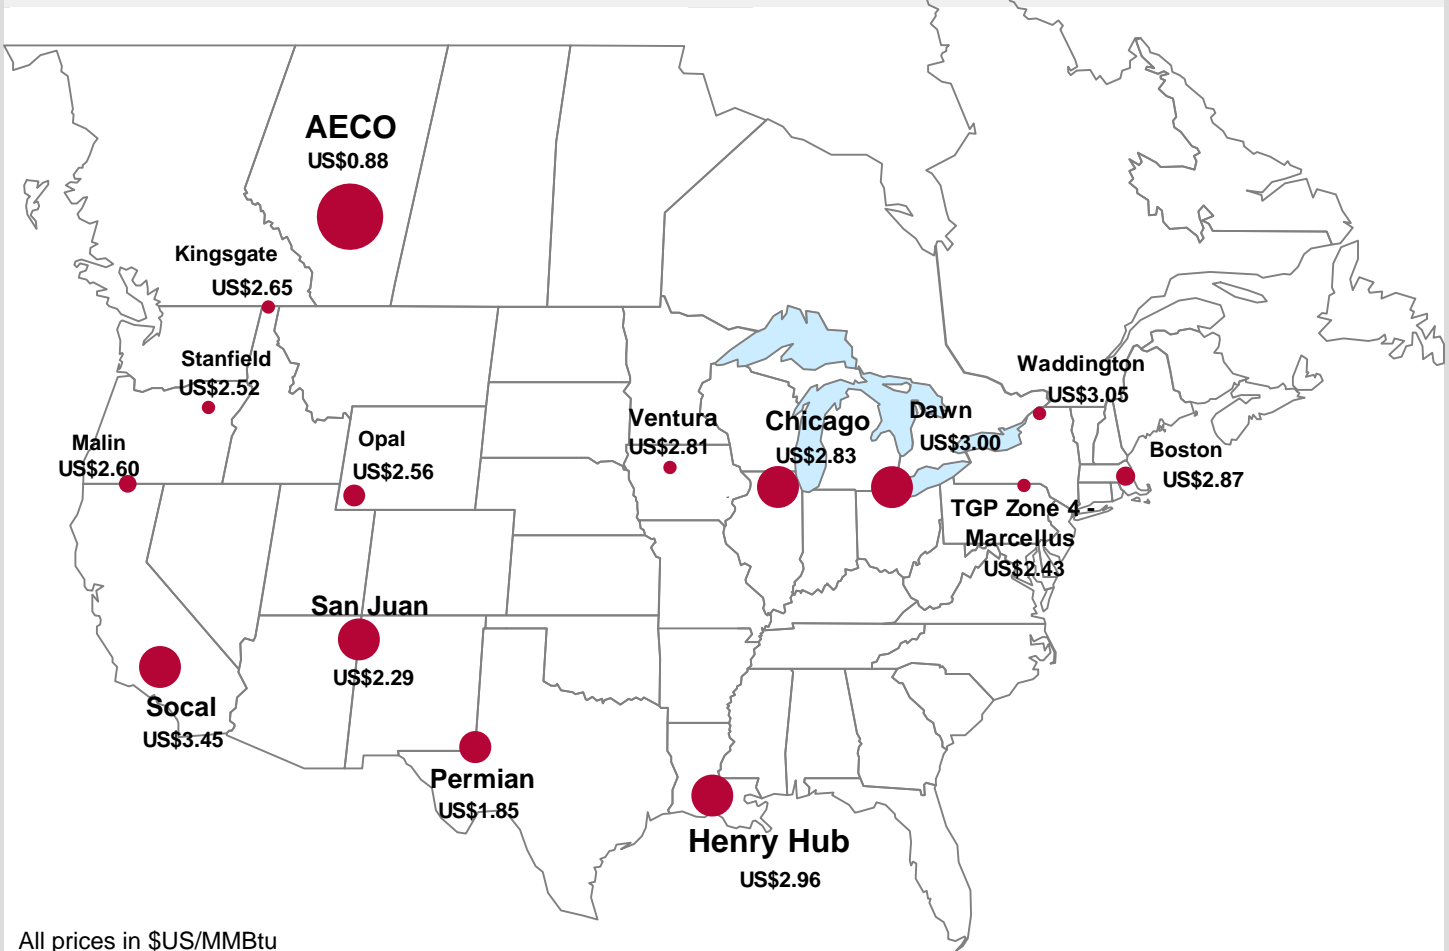 AECO
US$0.88
Kingsgate
US$2.65
Stanfield
US$2.52
Malin
US$2.60
Opal
US$2.56
Ventura
US$2.81
Chicago
US$2.83
Dawn
US$3.00
Waddington
US$3.05
Boston
US$2.87
TGP Zone 4 -
Marcellus
US$2.43
San Juan
US$2.29
Socal
US$3.45
Permian
US$1.85
Henry Hub
US$2.96
All prices in $US/MMBtu